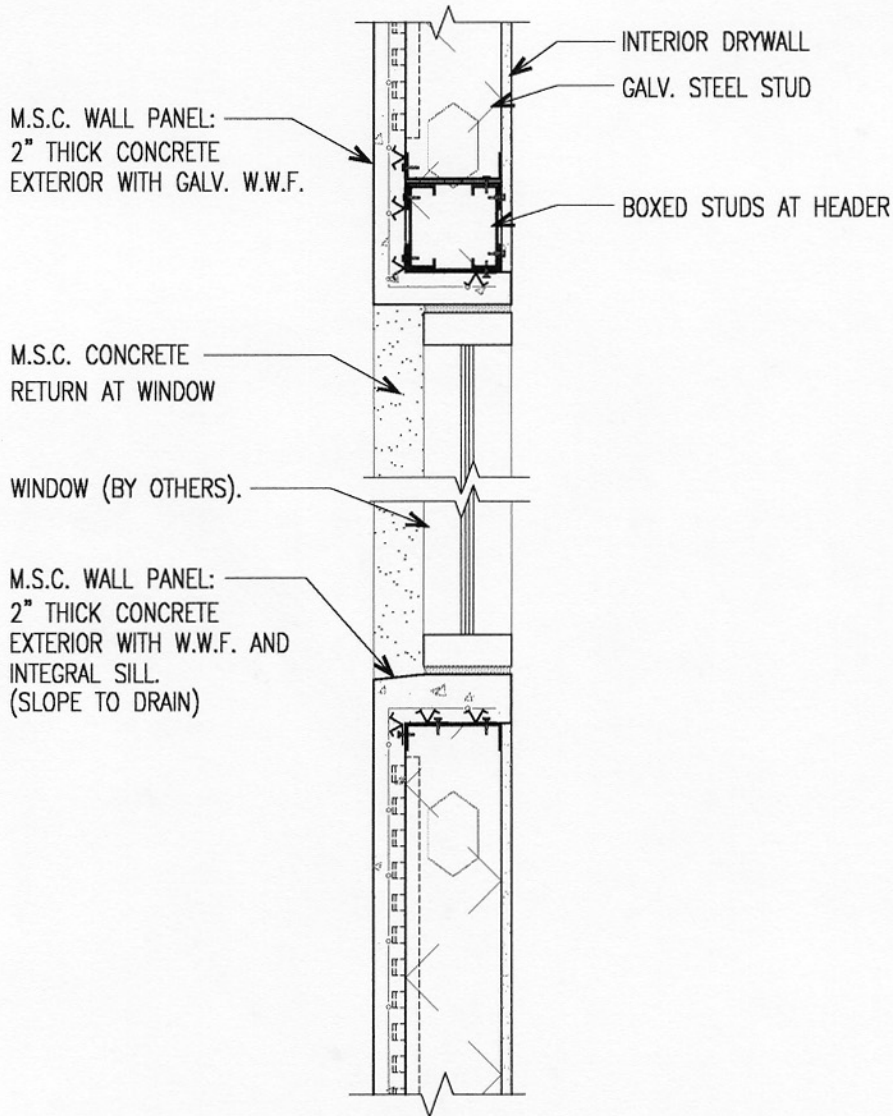 INTERIOR DRYWALL
GALV. STEEL STUD
M.S.C. WALL PANEL:
2" THICK CONCRETE
EXTERIOR WITH GALV. W.W.F.
BOXED STUDS AT HEADER
M.S.C. CONCRETE
RETURN AT WINDOW
WINDOW (BY OTHERS).
M.S.C. WALL PANEL:
2" THICK CONCRETE
EXTERIOR WITH W.W.F. AND
INTEGRAL SILL.
(SLOPE TO DRAIN)